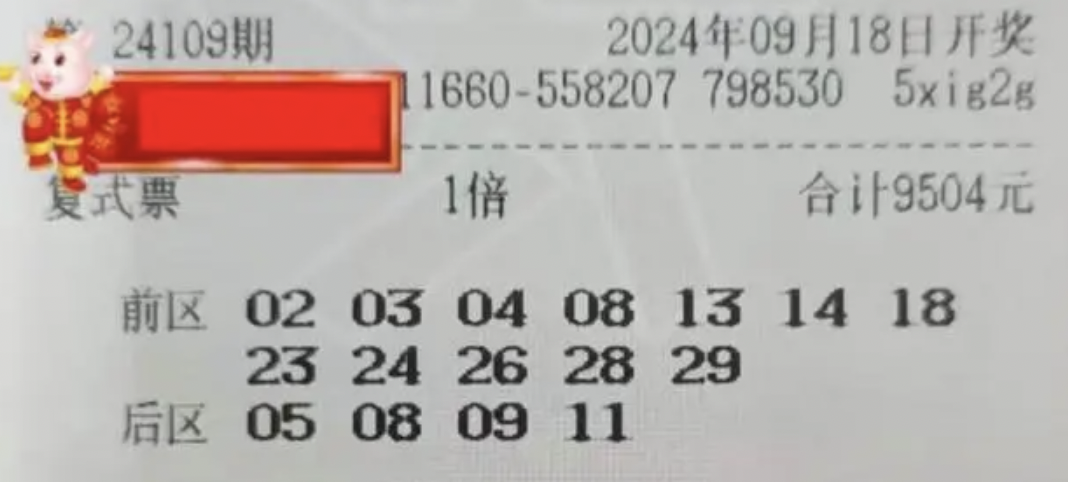 24109期 2024年09月18日开奖
11660-558207 798530 5xig2g
复式票 1倍 合计9504元
前区 02 03 04 08 13 14 18
23 24 26 28 29
后区 05 08 09 11